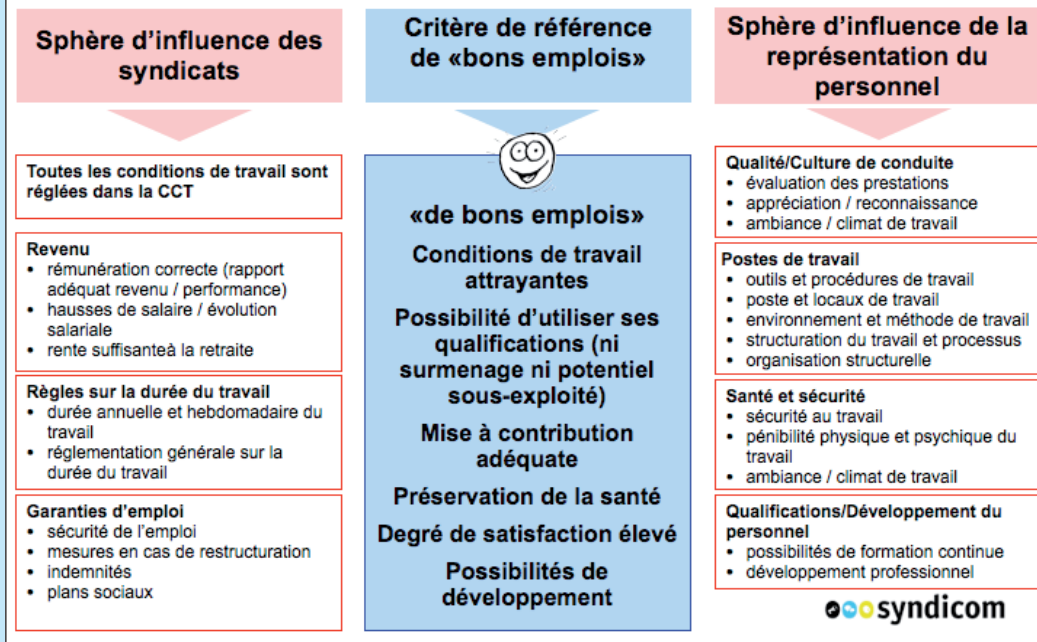 Sphère d'influence des
syndicats
Toutes les conditions de travail sont
réglées dans la CCT
Revenu
• rémunération correcte (rapport
adéquat revenu / performance)
• hausses de salaire / évolution
salariale
• rente suffisanteà la retraite
Règles sur la durée du travail
• durée annuelle et hebdomadaire du
travail
• réglementation générale sur la
durée du travail
Garanties d'emploi
• sécurité de l'emploi
• mesures en cas de restructuration
• indemnités
• plans sociaux
Critère de référence
de «bons emplois»
«de bons emplois»
Conditions de travail
attrayantes
Possibilité d'utiliser ses
qualifications (ni
surmenage ni potentiel
sous-exploité)
Mise à contribution
adéquate
Préservation de la santé
Degré de satisfaction élevé
Possibilités de
développement
Sphère d'influence de la
représentation du
personnel
Qualité/Culture de conduite
• évaluation des prestations
• appréciation / reconnaissance
• ambiance / climat de travail
Postes de travail
• outils et procédures de travail
• poste et locaux de travail
• environnement et méthode de travail
• structuration du travail et processus
• organisation structurelle
Santé et sécurité
• sécurité au travail
• pénibilité physique et psychique du
travail
• ambiance / climat de travail
Qualifications/Développement du
personnel
• possibilités de formation continue
• développement professionnel
syndicom